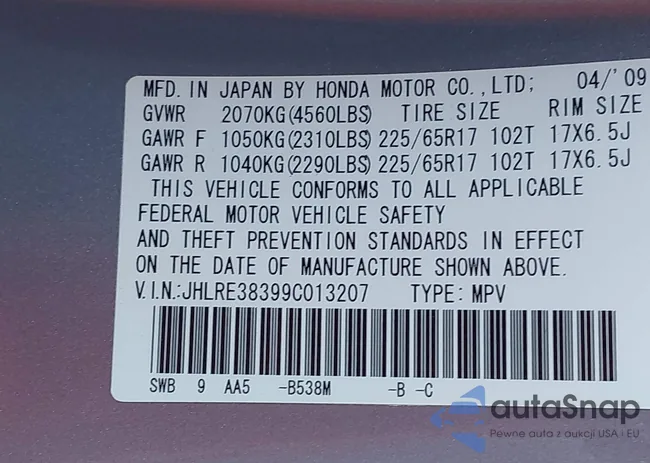 MFD. IN JAPAN BY HONDA MOTOR CO., LTD; 04/'09
GVWR 2070KG(4560LBS) TIRE SIZE RIM SIZE
GAWR F 1050KG(2310LBS) 225/65R17 102T 17X6.5J
GAWR R 1040KG(2290LBS) 225/65R17 102T 17X6.5J
THIS VEHICLE CONFORMS TO ALL APPLICABLE
FEDERAL MOTOR VEHICLE SAFETY
AND THEFT PREVENTION STANDARDS IN EFFECT
ON THE DATE OF MANUFACTURE SHOWN ABOVE.
V.I.N.:JHLRE38399C013207 TYPE: MPV
SWB 9 AA5 -B538M -B -C
autaSnap
Pewne auta z aukcji USA i EU